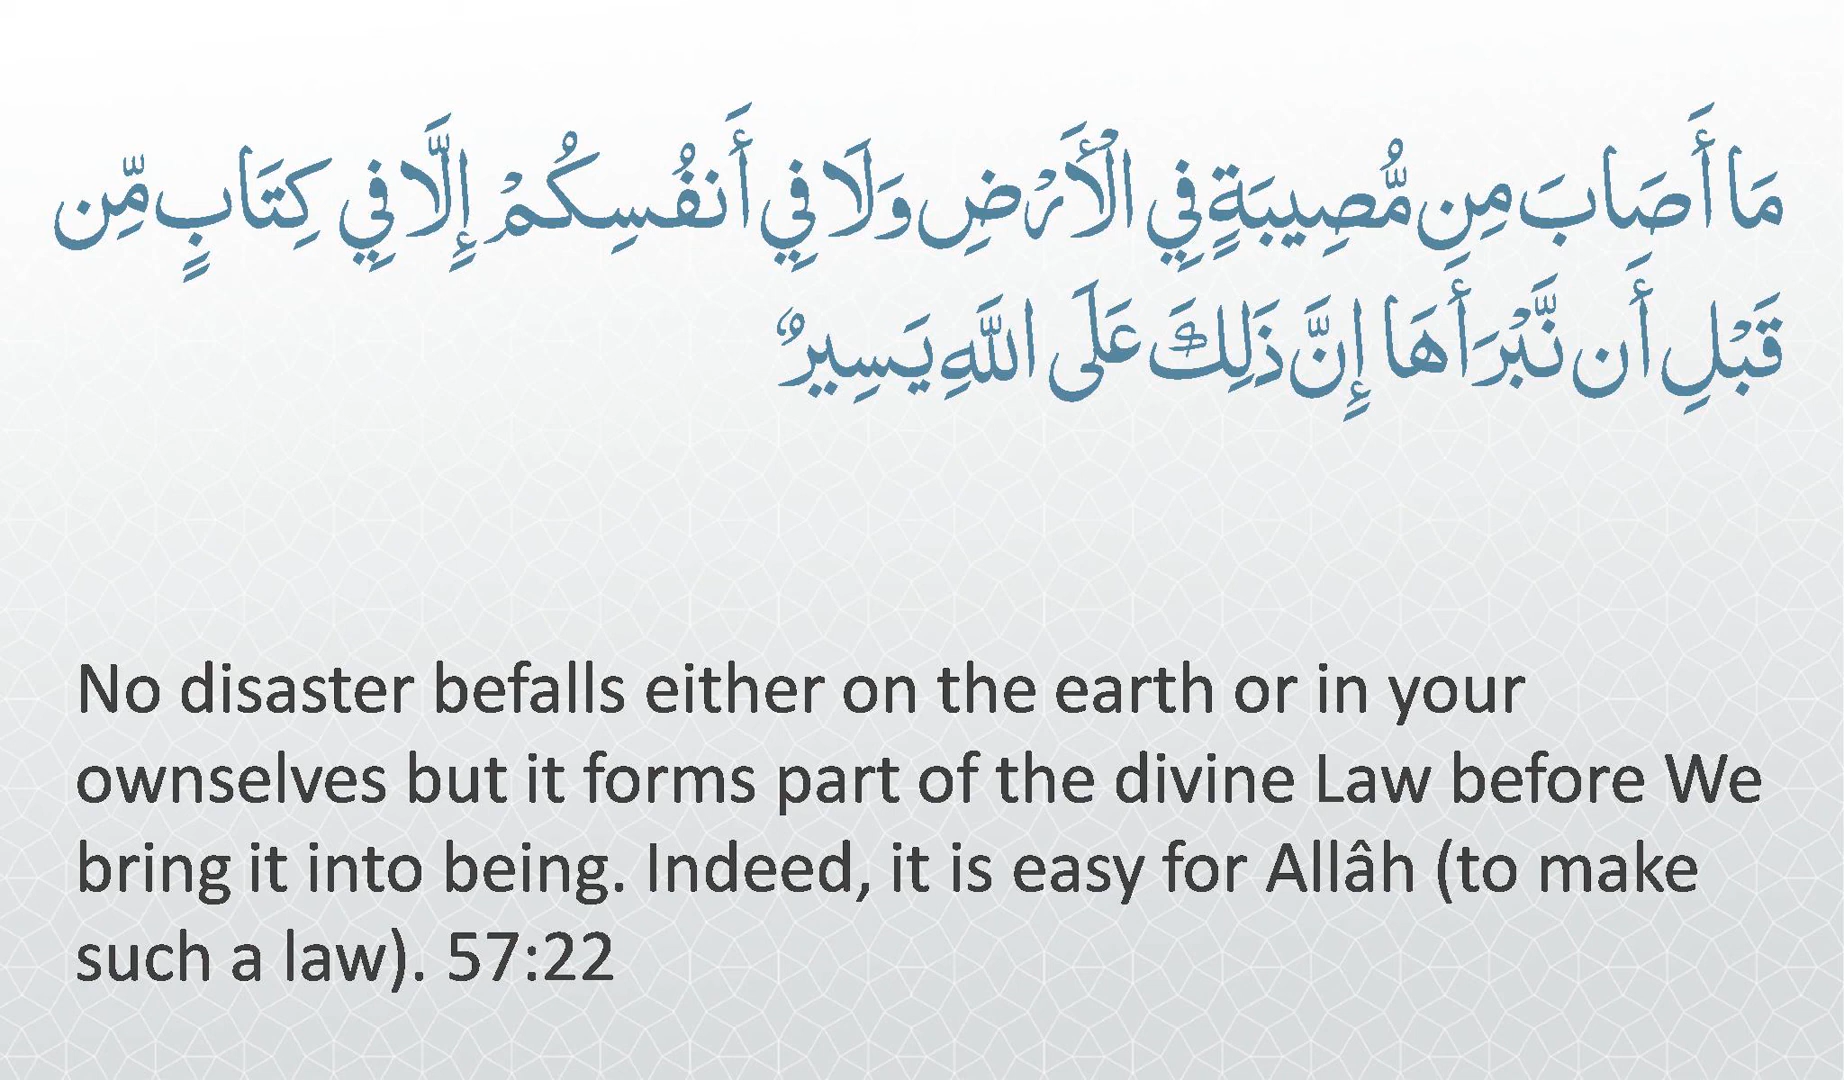 مَا أَصَابَ مِن مُّصِيبَةٍ فِي الْأَرْضِ وَلَا فِي أَنفُسِكُمْ إِلَّا فِي كِتَابٍ مِّن
قَبْلِ أَن نَّبْرَأَهَا إِنَّ ذَلِكَ عَلَى اللَّهِ يَسِيرٌ
No disaster befalls either on the earth or in your
ownselves but it forms part of the divine Law before We
bring it into being. Indeed, it is easy for Allâh (to make
such a law). 57:22